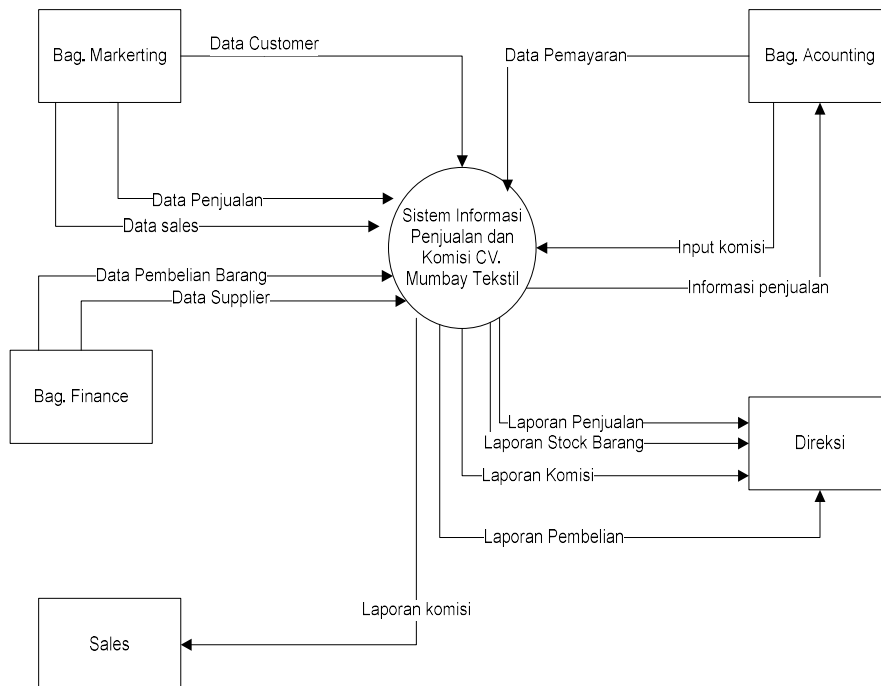 Bag. Markerting
Data Customer
Data Pemayaran
Bag. Acounting
Data Penjualan
Data sales
Sistem Informasi
Penjualan dan
Komisi CV.
Mumbay Tekstil
Input komisi
Data Pembelian Barang
Data Supplier
Informasi penjualan
Bag. Finance
Laporan Penjualan
Laporan Stock Barang
Direksi
Laporan Komisi
Laporan Pembelian
Laporan komisi
Sales